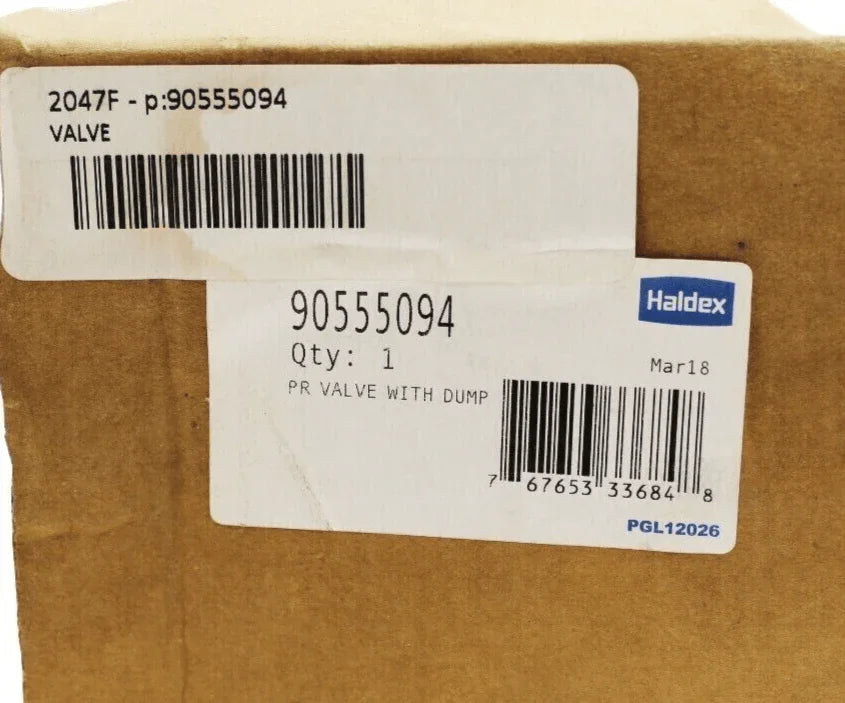 2047F - p:90555094
VALVE
Haldex
90555094
Qty: 1
Mar18
PR VALVE WITH DUMP
7 67653 33684 8
PGL12026